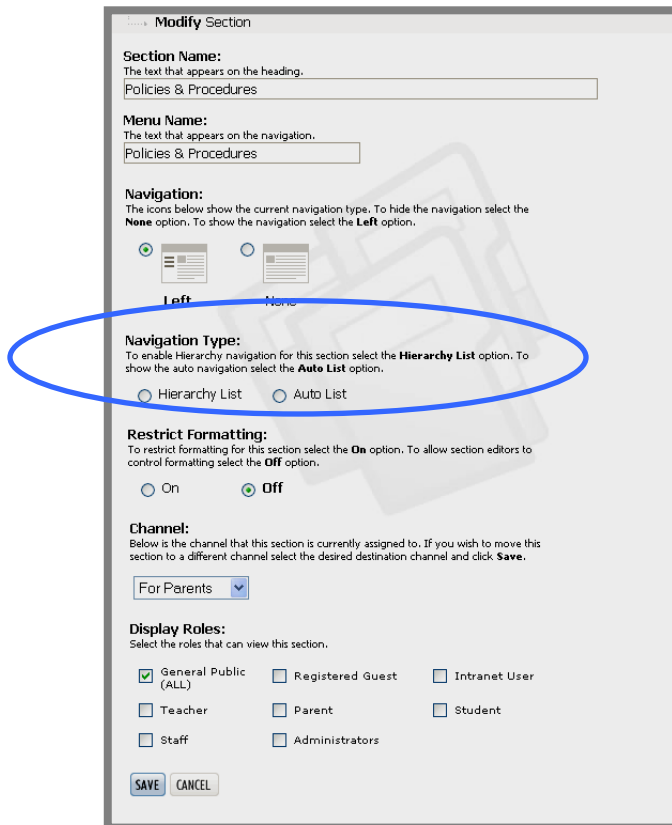 Modify Section
Section Name:
The text that appears on the heading.
Policies & Procedures
Menu Name:
The text that appears on the navigation.
Policies & Procedures
Navigation:
The icons below show the current navigation type. To hide the navigation select the
None option. To show the navigation select the Left option.
Left None
Navigation Type:
To enable Hierarchy navigation for this section select the Hierarchy List option. To
show the auto navigation select the Auto List option.
Hierarchy List Auto List
Restrict Formatting:
To restrict formatting for this section select the On option. To allow section editors to
control formatting select the Off option.
On Off
Channel:
Below is the channel that this section is currently assigned to. If you wish to move this
section to a different channel select the desired destination channel and click Save.
For Parents
Display Roles:
Select the roles that can view this section.
General Public
(ALL) Registered Guest Intranet User
Teacher Parent Student
Staff Administrators
SAVE CANCEL